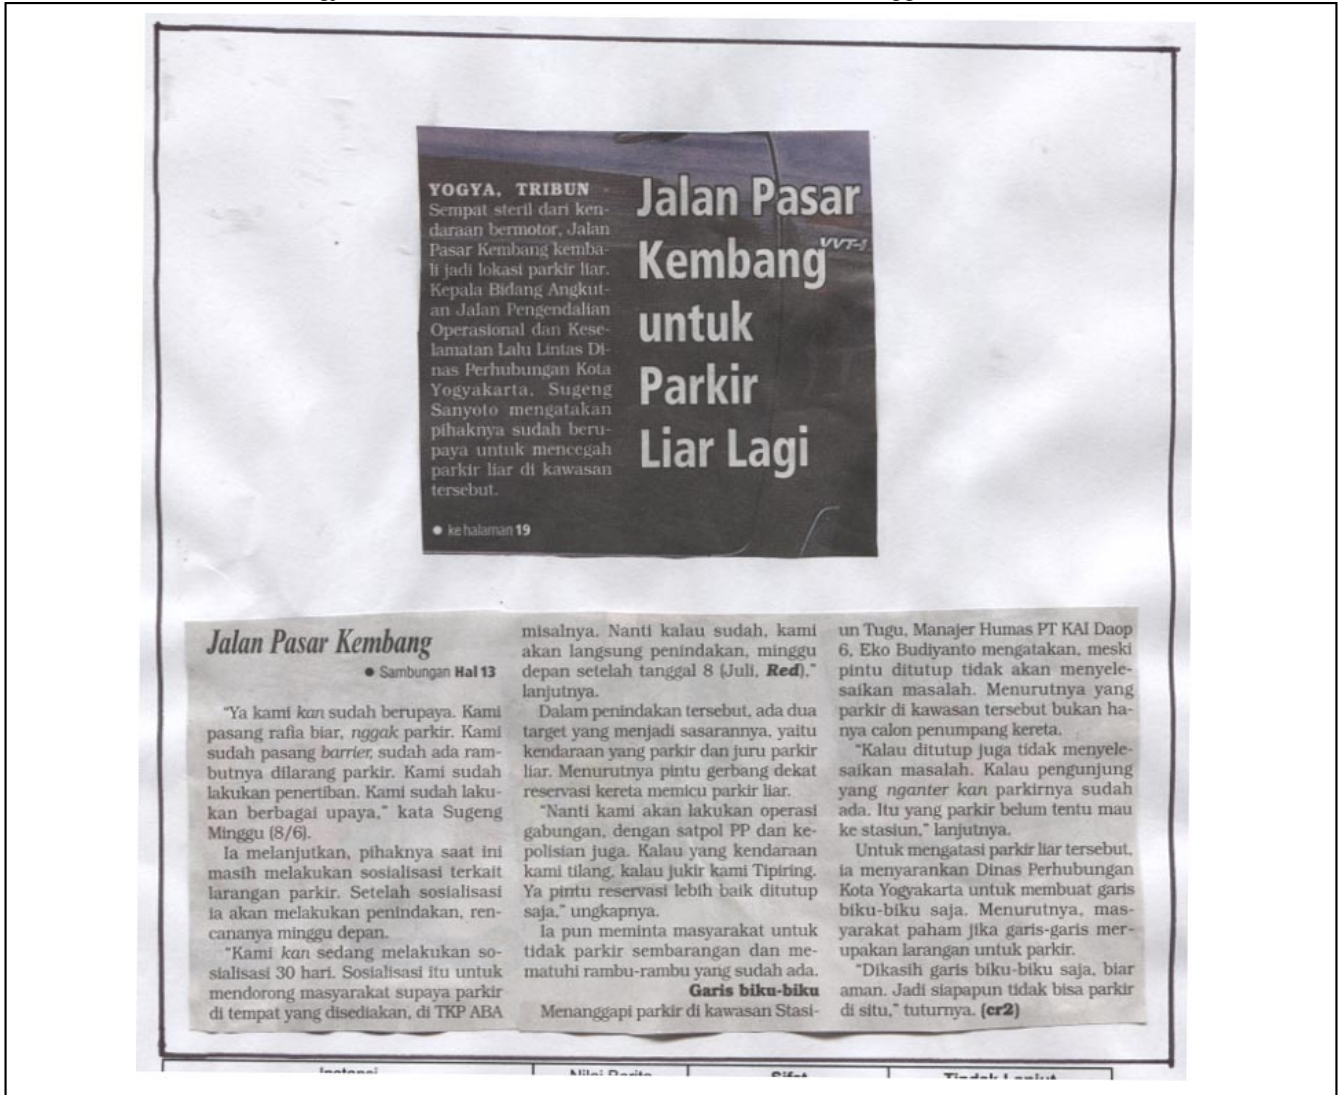 YOGYA, TRIBUN -
Sempat steril dari ken-
daraan bermotor, Jalan
Pasar Kembang kemba-
li jadi lokasi parkir liar.
Kepala Bidang Angkut-
an Jalan Pengendalian
Operasional dan Kese-
lamatan Lalu Lintas Di-
nas Perhubungan Kota
Yogyakarta, Sugeng
Sanyoto mengatakan
pihaknya sudah beru-
paya untuk mencegah
parkir liar di kawasan
tersebut.
● ke halaman 19
Jalan Pasar
Kembang
untuk
Parkir
Liar Lagi
VVT-i
Jalan Pasar Kembang
● Sambungan Hal 13
"Ya kami kan sudah berupaya. Kami
pasang rafia biar, nggak parkir. Kami
sudah pasang barrier, sudah ada ram-
butnya dilarang parkir. Kami sudah
lakukan penertiban. Kami sudah laku-
kan berbagai upaya," kata Sugeng
Minggu (8/6).
Ia melanjutkan, pihaknya saat ini
masih melakukan sosialisasi terkait
larangan parkir. Setelah sosialisasi
ia akan melakukan penindakan, ren-
cananya minggu depan.
"Kami kan sedang melakukan so-
sialisasi 30 hari. Sosialisasi itu untuk
mendorong masyarakat supaya parkir
di tempat yang disediakan, di TKP ABA
misalnya. Nanti kalau sudah, kami
akan langsung penindakan, minggu
depan setelah tanggal 8 (Juli, Red),"
lanjutnya.
Dalam penindakan tersebut, ada dua
target yang menjadi sasarannya, yaitu
kendaraan yang parkir dan juru parkir
liar. Menurutnya pintu gerbang dekat
reservasi kereta memicu parkir liar.
"Nanti kami akan lakukan operasi
gabungan, dengan satpol PP dan ke-
polisian juga. Kalau yang kendaraan
kami tilang, kalau jukir kami Tipiring.
Ya pintu reservasi lebih baik ditutup
saja," ungkapnya.
Ia pun meminta masyarakat untuk
tidak parkir sembarangan dan me-
matuhi rambu-rambu yang sudah ada.
Garis biku-biku
Menanggapi parkir di kawasan Stasi-
un Tugu, Manajer Humas PT KAI Daop
6, Eko Budiyanto mengatakan, meski
pintu ditutup tidak akan menyele-
saikan masalah. Menurutnya yang
parkir di kawasan tersebut bukan ha-
nya calon penumpang kereta.
"Kalau ditutup juga tidak menyele-
saikan masalah. Kalau pengunjung
yang nganter kan parkirnya sudah
ada. Itu yang parkir belum tentu mau
ke stasiun," lanjutnya.
Untuk mengatasi parkir liar tersebut,
ia menyarankan Dinas Perhubungan
Kota Yogyakarta untuk membuat garis
biku-biku saja. Menurutnya, mas-
yarakat paham jika garis-garis mer-
upakan larangan untuk parkir.
"Dikasih garis biku-biku saja, biar
aman. Jadi siapapun tidak bisa parkir
di situ," tuturnya. (cr2)